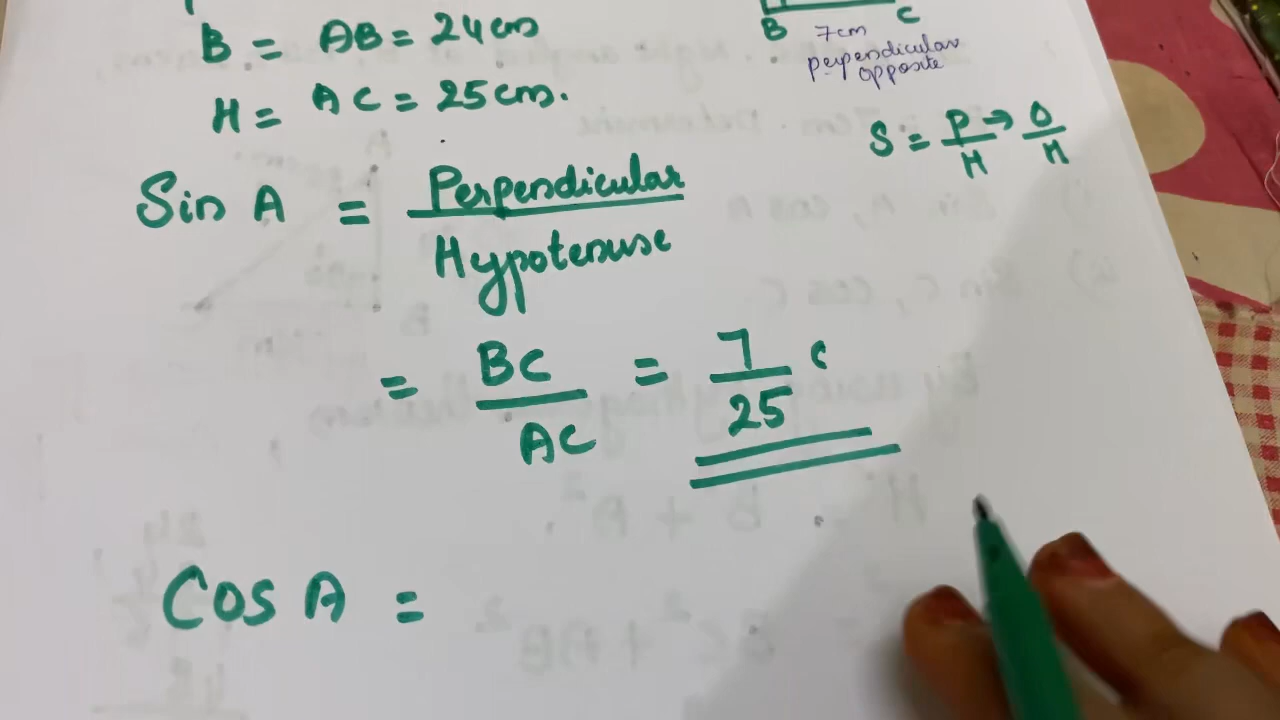 B = AB = 24cm
H = AC = 25cm.
B C
7cm
perpendicular
opposite
S = P/H → O/H
Sin A = Perpendicular/Hypotenuse
= BC/AC = 7/25 c
Cos A =